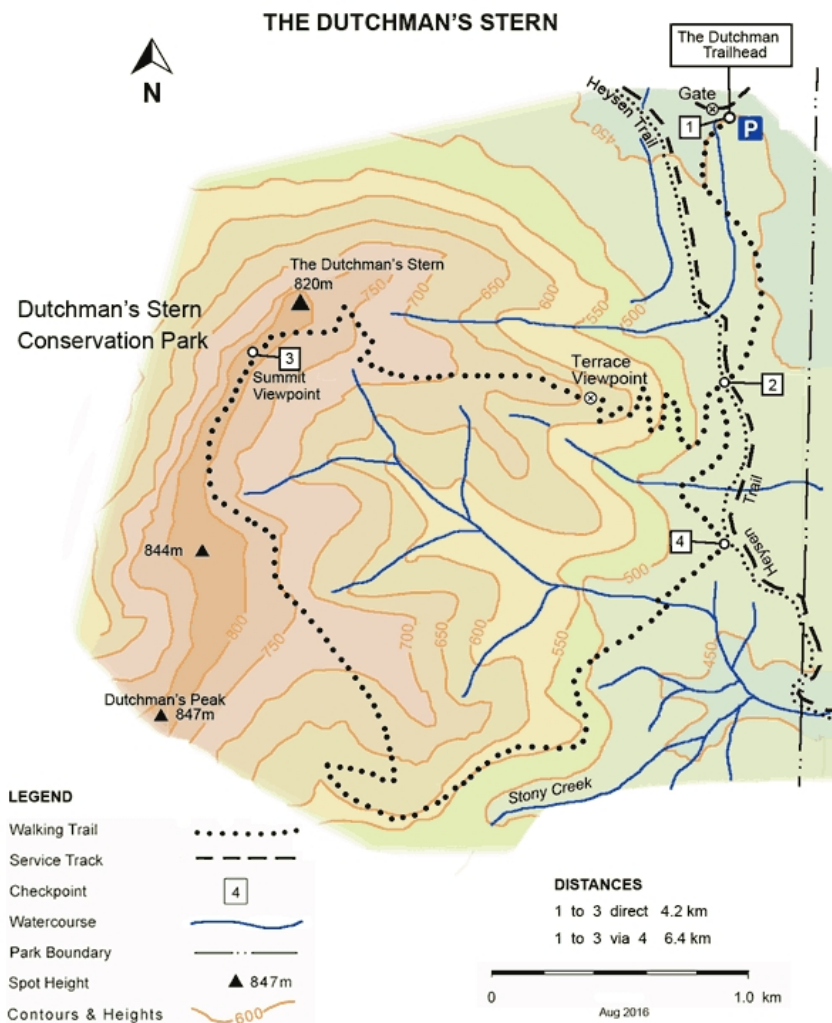 THE DUTCHMAN'S STERN
The Dutchman
Trailhead
N
Heysen Trail
Gate
1
P
450
The Dutchman's Stern
820m
750
700
650
600
550
500
Dutchman's Stern
Conservation Park
3
Summit
Viewpoint
Terrace
Viewpoint
2
Trail
Heysen
4
844m
500
800
750
700
650
600
550
450
Dutchman's Peak
847m
Stony Creek
LEGEND
Walking Trail
Service Track
Checkpoint
4
Watercourse
Park Boundary
Spot Height
847m
Contours & Heights
600
DISTANCES
1 to 3 direct 4.2 km
1 to 3 via 4 6.4 km
0
1.0 km
Aug 2016